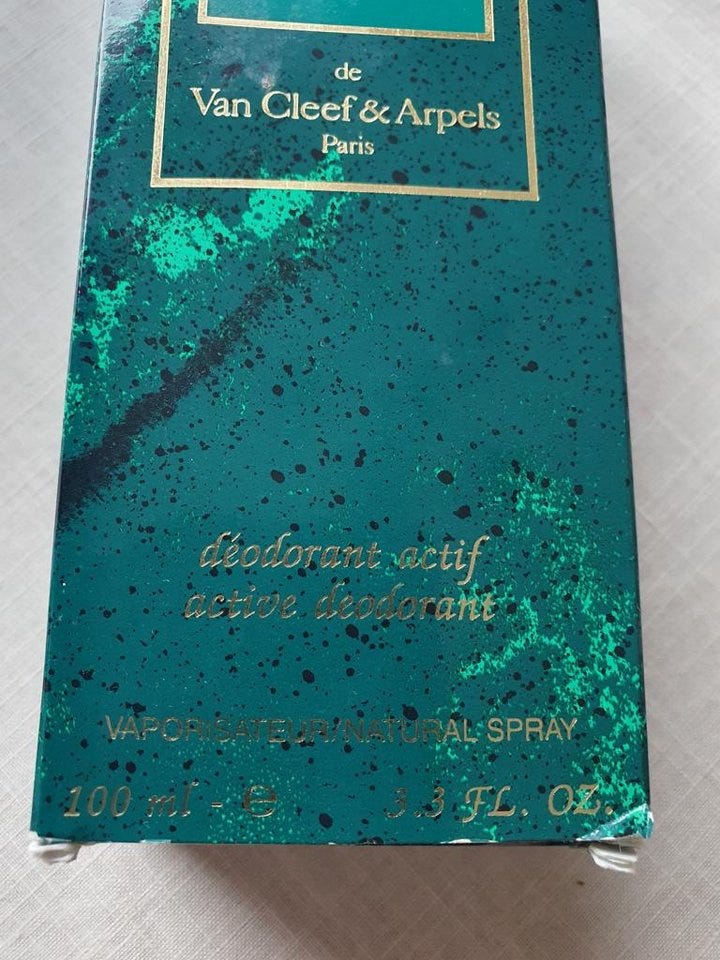 de
Van Cleef & Arpels
Paris
déodorant actif
active deodorant
VAPORISATEUR/NATURAL SPRAY
100 ml - ℮ 3.3 FL. OZ.